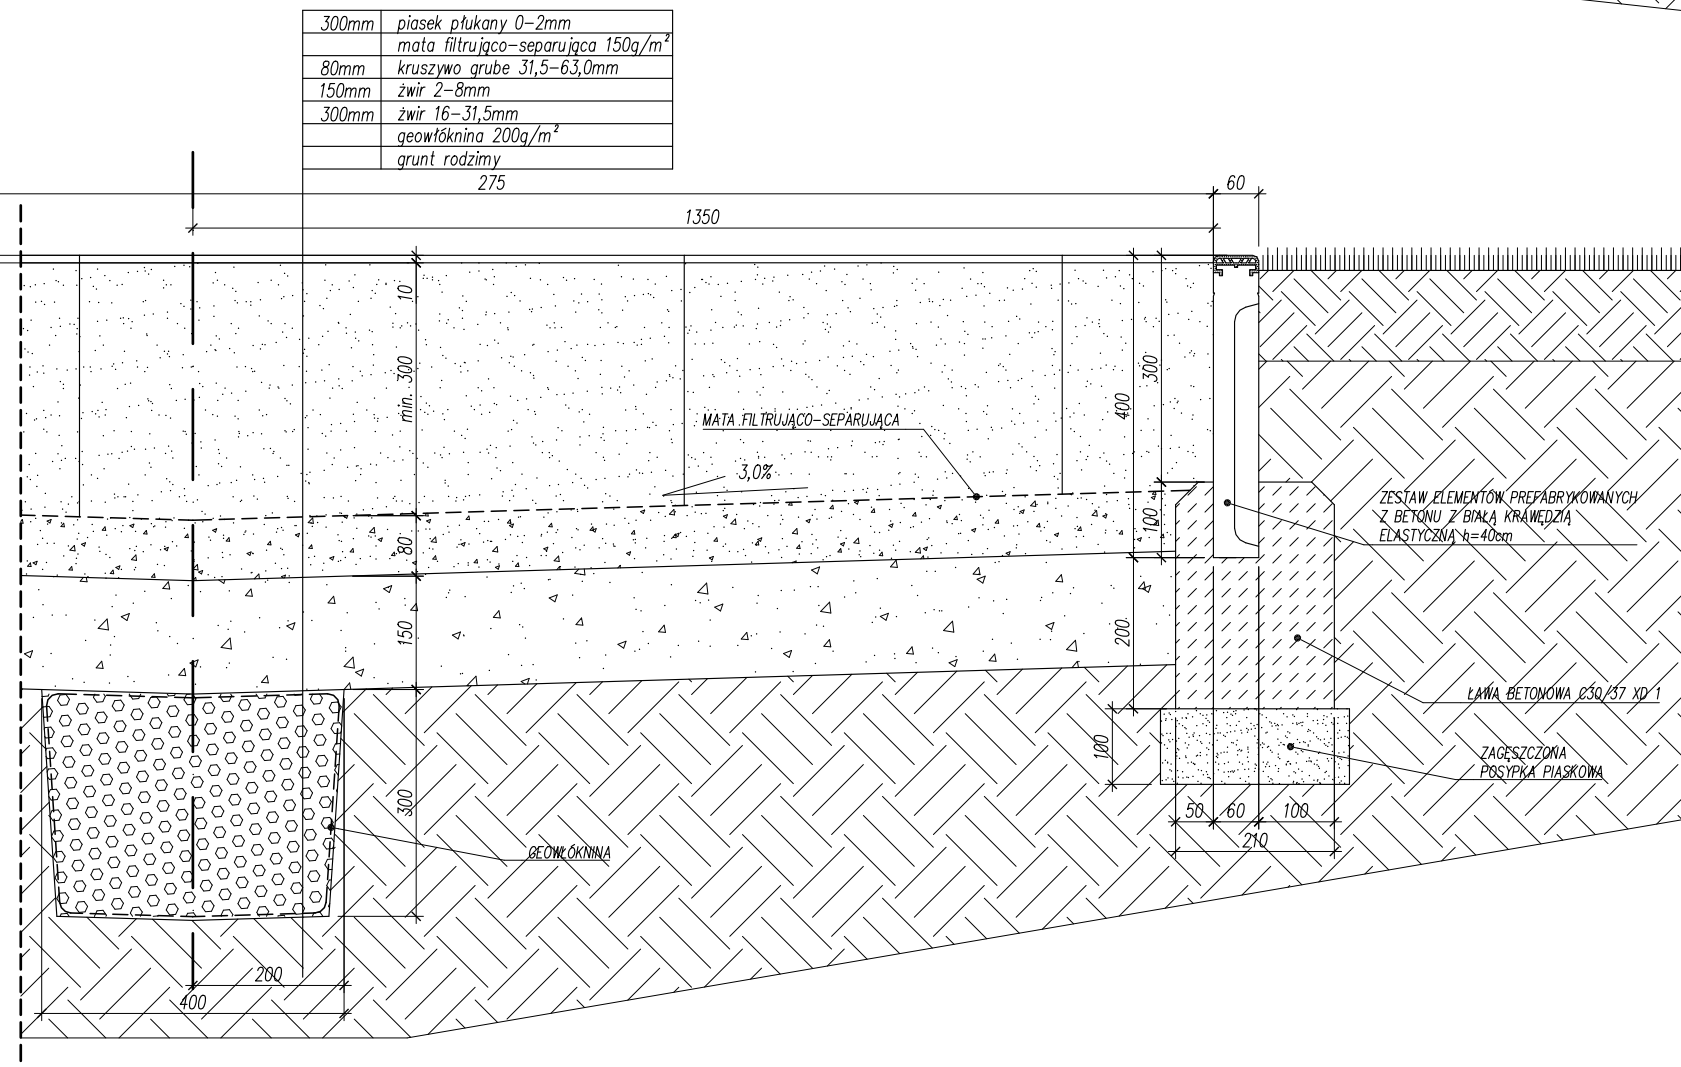 300mm piasek płukany 0-2mm
mata filtrująco-separująca 150g/m²
80mm kruszywo grube 31,5-63,0mm
150mm żwir 2-8mm
300mm żwir 16-31,5mm
geowłóknina 200g/m²
grunt rodzimy
275
60
1350
10
min. 300
300
400
MATA FILTRUJĄCO-SEPARUJĄCA
3,0%
100
80
ZESTAW ELEMENTÓW PREFABRYKOWANYCH
Z BETONU Z BIAŁĄ KRAWĘDZIĄ
ELASTYCZNĄ h=40cm
150
200
ŁAWA BETONOWA C30/37 XD 1
100
ZAGĘSZCZONA
POSYPKA PIASKOWA
300
50
60
100
210
GEOWŁÓKNINA
200
400